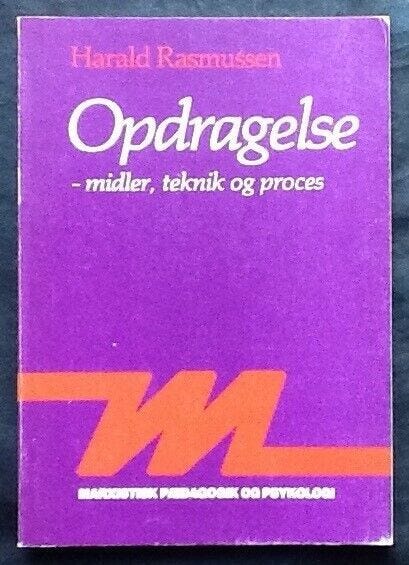 Harald Rasmussen
Opdragelse
- midler, teknik og proces
M
MARXISTISK PÆDAGOGIK OG PSYKOLOGI